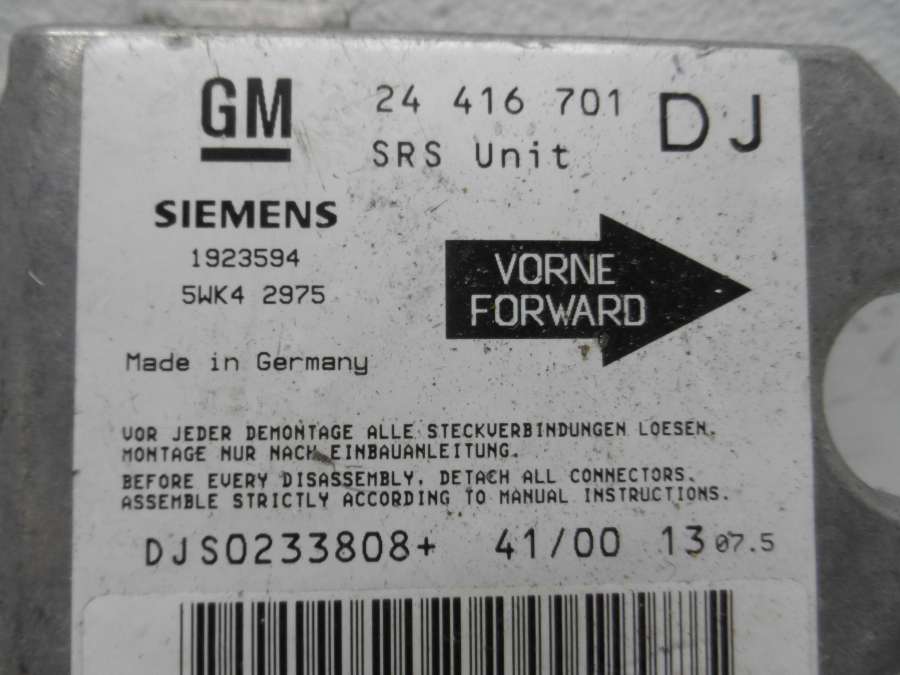 GM 24 416 701 DJ
SRS Unit
SIEMENS
1923594
5WK4 2975
VORNE
FORWARD
Made in Germany
VOR JEDER DEMONTAGE ALLE STECKVERBINDUNGEN LOESEN.
MONTAGE NUR NACH EINBAUANLEITUNG.
BEFORE EVERY DISASSEMBLY, DETACH ALL CONNECTORS.
ASSEMBLE STRICTLY ACCORDING TO MANUAL INSTRUCTIONS.
DJS0233808+ 41/00 13 07.5